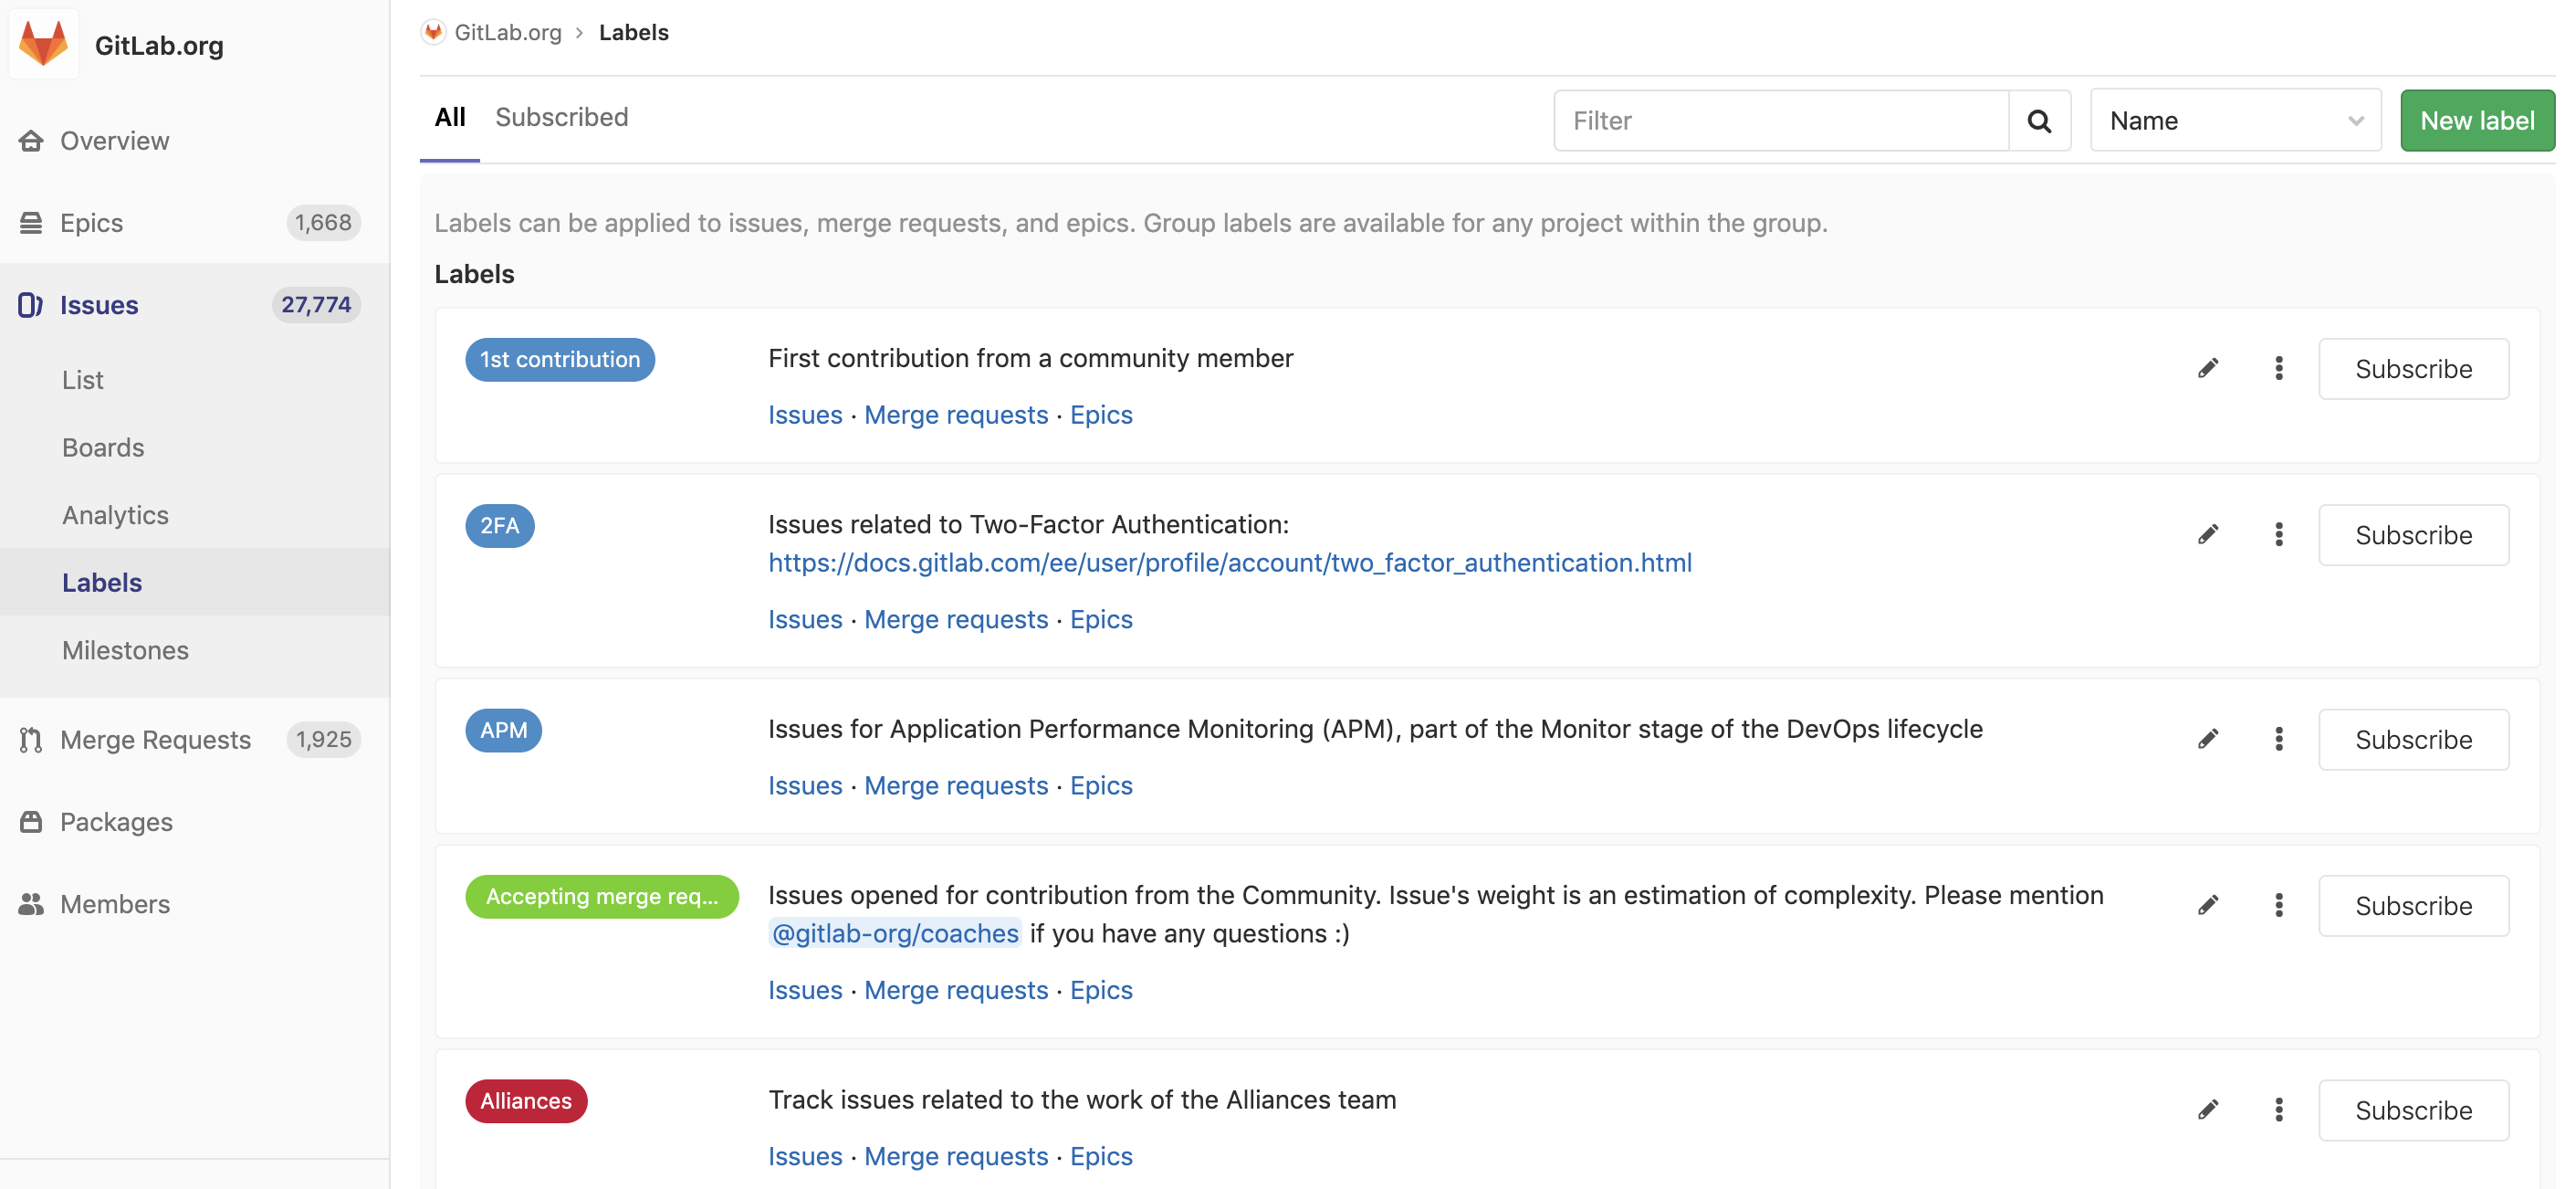 GitLab.org
Overview
Epics 1,668
Issues 27,774
List
Boards
Analytics
Labels
Milestones
Merge Requests 1,925
Packages
Members
GitLab.org › Labels
All Subscribed
Filter
Name
New label
Labels can be applied to issues, merge requests, and epics. Group labels are available for any project within the group.
Labels
1st contribution
First contribution from a community member
Issues · Merge requests · Epics
Subscribe
2FA
Issues related to Two-Factor Authentication:
https://docs.gitlab.com/ee/user/profile/account/two_factor_authentication.html
Issues · Merge requests · Epics
Subscribe
APM
Issues for Application Performance Monitoring (APM), part of the Monitor stage of the DevOps lifecycle
Issues · Merge requests · Epics
Subscribe
Accepting merge req...
Issues opened for contribution from the Community. Issue's weight is an estimation of complexity. Please mention
@gitlab-org/coaches if you have any questions :)
Issues · Merge requests · Epics
Subscribe
Alliances
Track issues related to the work of the Alliances team
Issues · Merge requests · Epics
Subscribe